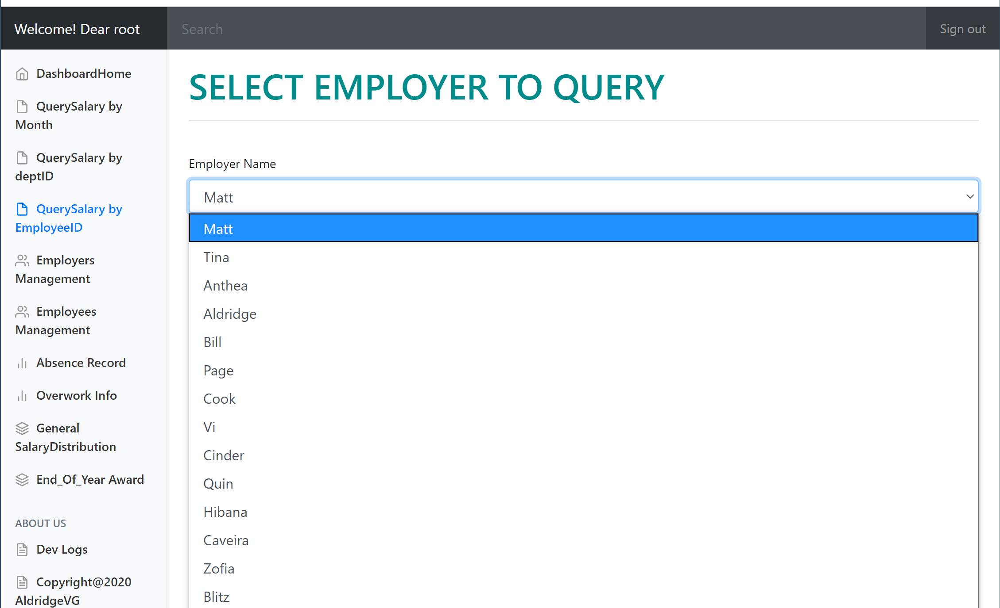 Welcome! Dear root
Search
Sign out
DashboardHome
QuerySalary by
Month
QuerySalary by
deptID
QuerySalary by
EmployeeID
Employers
Management
Employees
Management
Absence Record
Overwork Info
General
SalaryDistribution
End_Of_Year Award
ABOUT US
Dev Logs
Copyright@2020
AldridgeVG
SELECT EMPLOYER TO QUERY
Employer Name
Matt
Matt
Tina
Anthea
Aldridge
Bill
Page
Cook
Vi
Cinder
Quin
Hibana
Caveira
Zofia
Blitz